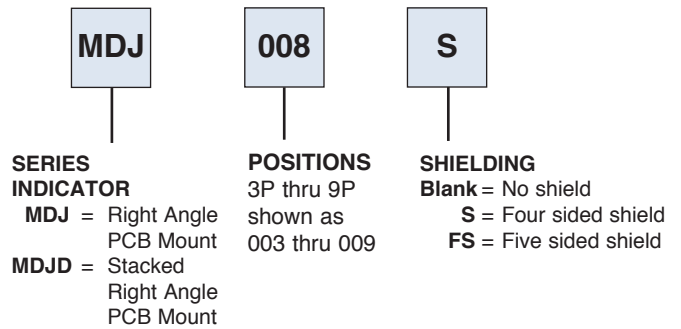 MDJ 008 S
SERIES
INDICATOR
MDJ = Right Angle
PCB Mount
MDJD = Stacked
Right Angle
PCB Mount
POSITIONS
3P thru 9P
shown as
003 thru 009
SHIELDING
Blank = No shield
S = Four sided shield
FS = Five sided shield